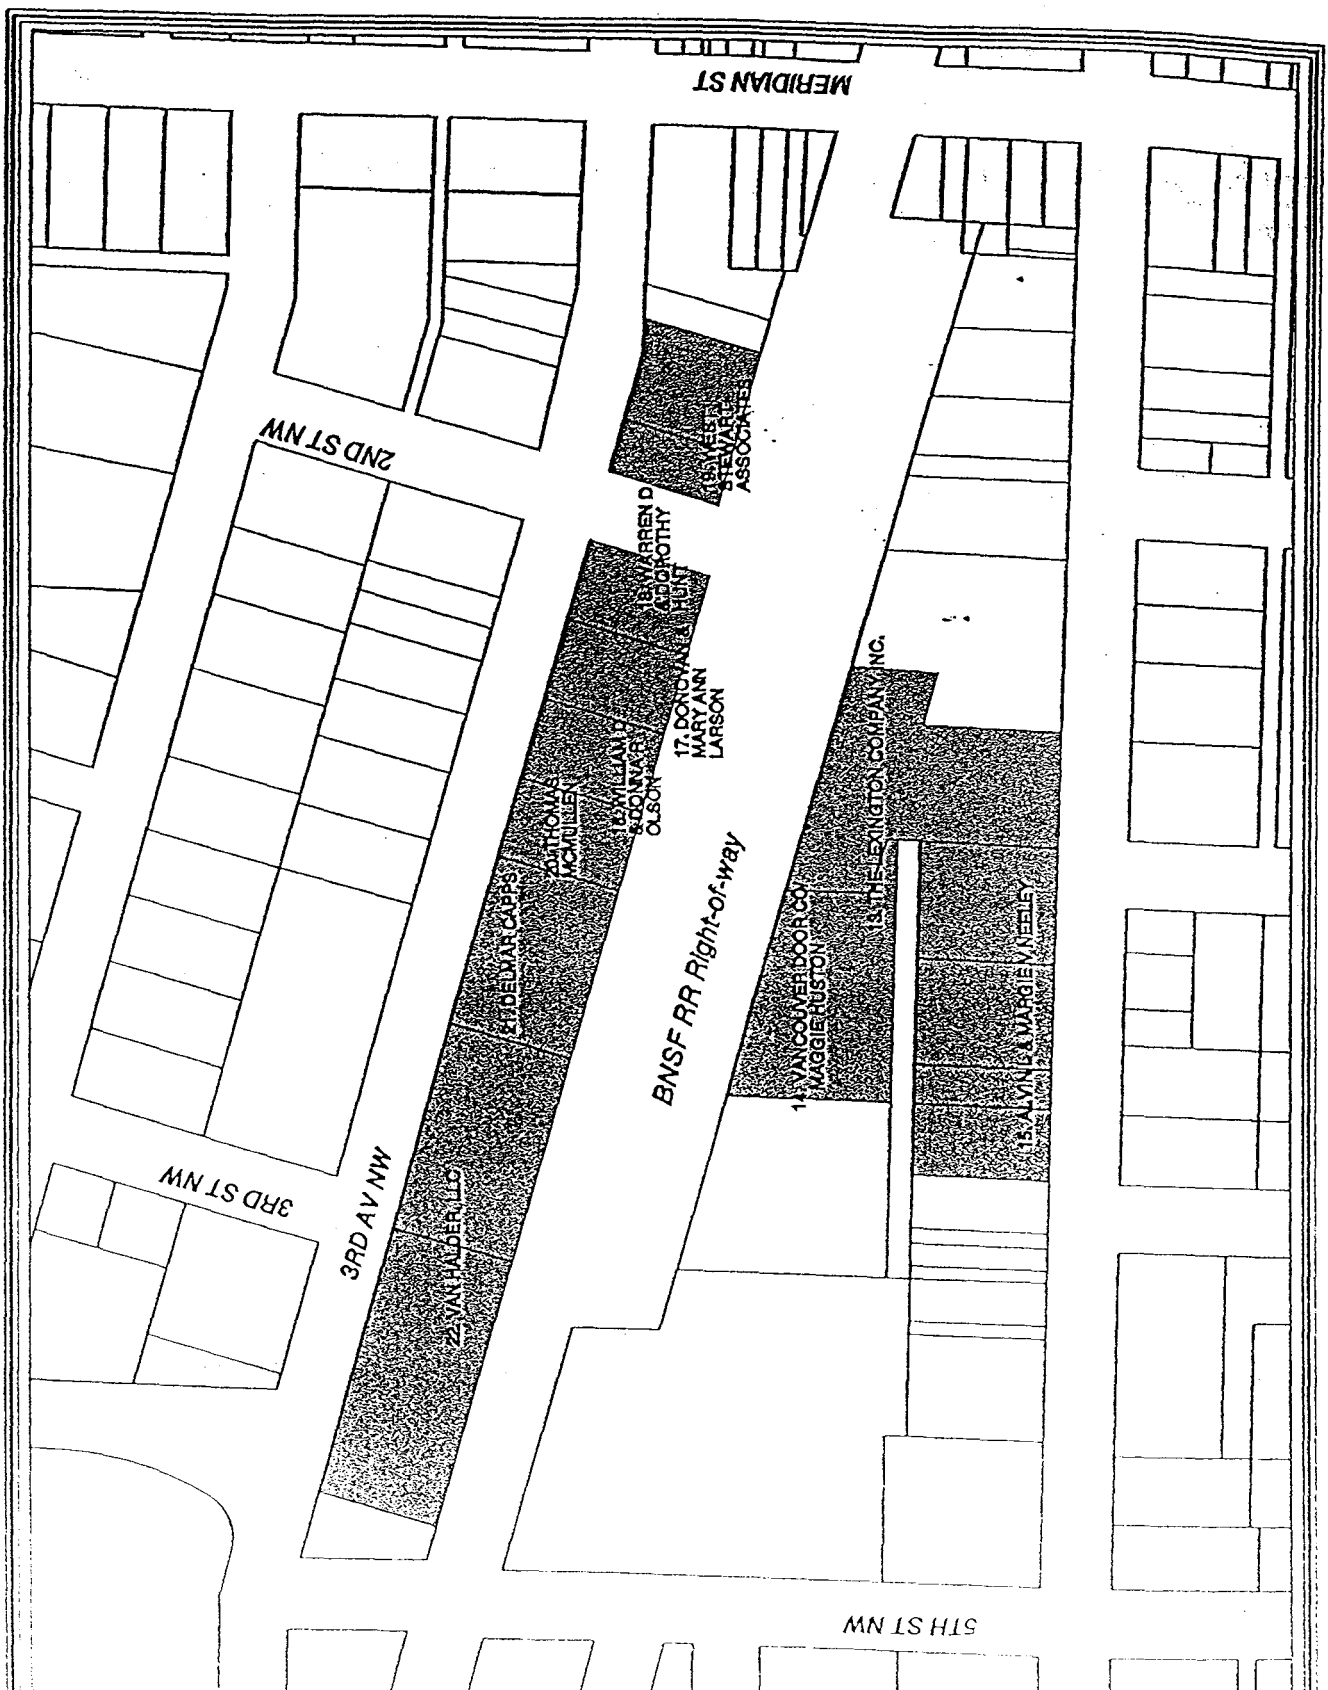 MERIDIAN ST
2ND ST NW
19. WEST
STEWART
ASSOCIATES
18. WARREN D
& DOROTHY
HUNT
17. DONOVAN &
MARY ANN
LARSON
16. WILLIAM D
& DONNA R
OLSON
20. THOMAS
MCMULLEN
21. DELMAR CAPPS
BNSF RR Right-of-way
13. THE LEXINGTON COMPANY, INC.
14. VANCOUVER DOOR CO
MAGGIE HUSTON
15. ALVIN L & MARGIE M NEELEY
3RD ST NW
3RD AV NW
22. VAN HALDER, LLC
5TH ST NW